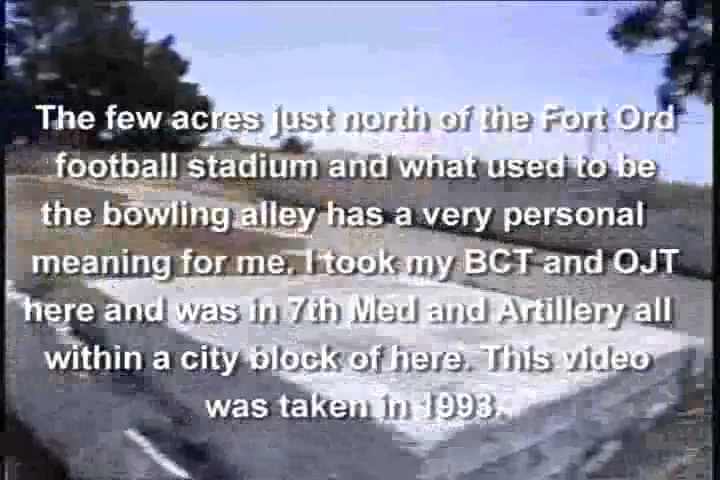 The few acres just north of the Fort Ord
football stadium and what used to be
the bowling alley has a very personal
meaning for me. I took my BCT and OJT
here and was in 7th Med and Artillery all
within a city block of here. This video
was taken in 1993.